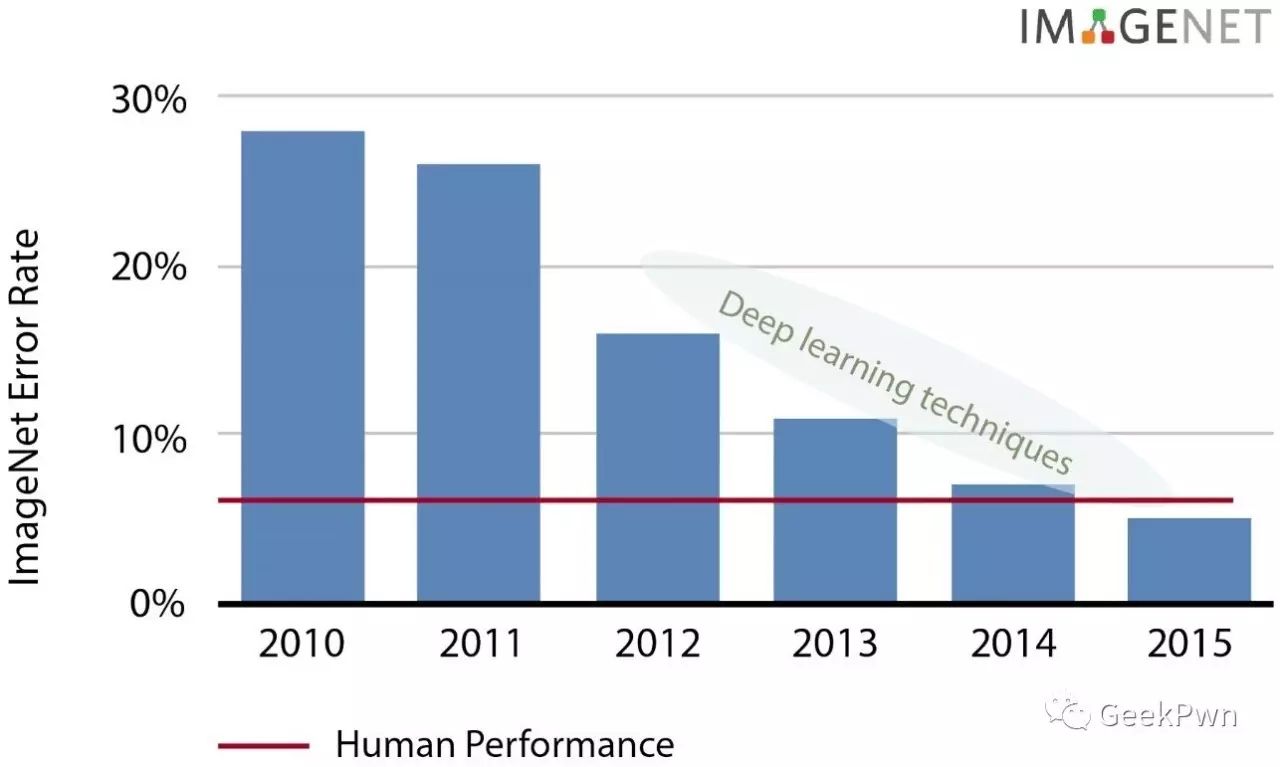 IMAGENET
30%
20%
10%
0%
ImageNet Error Rate
Deep learning techniques
2010 2011 2012 2013 2014 2015
Human Performance
GeekPwn